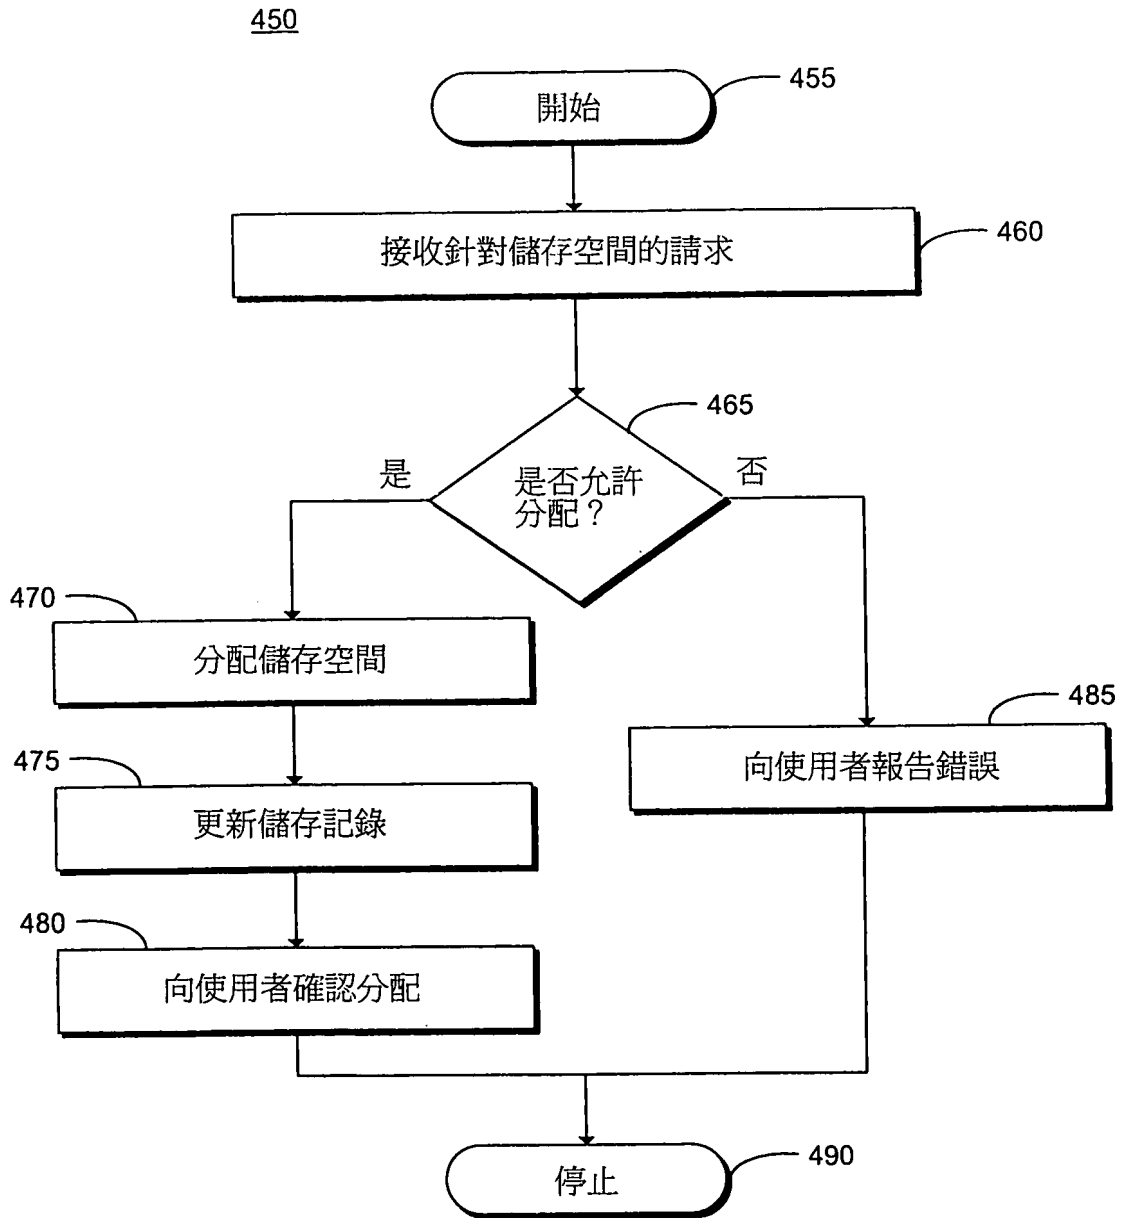 450
開始
455
接收針對儲存空間的請求
460
465
是
是否允許
分配？
否
470
分配儲存空間
485
向使用者報告錯誤
475
更新儲存記錄
480
向使用者確認分配
停止
490